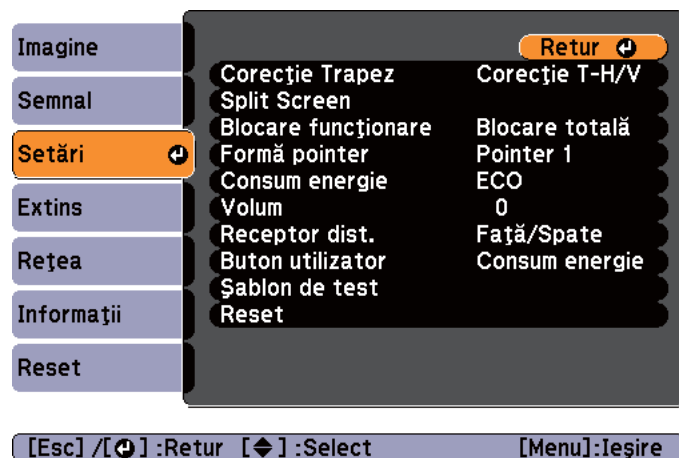 Imagine
Semnal
Setări
Extins
Reţea
Informaţii
Reset
Retur
Corecţie Trapez Corecţie T-H/V
Split Screen
Blocare funcţionare Blocare totală
Formă pointer Pointer 1
Consum energie ECO
Volum 0
Receptor dist. Faţă/Spate
Buton utilizator Consum energie
Şablon de test
Reset
[Esc] /[ ] :Retur [ ] :Select [Menu]:Ieşire